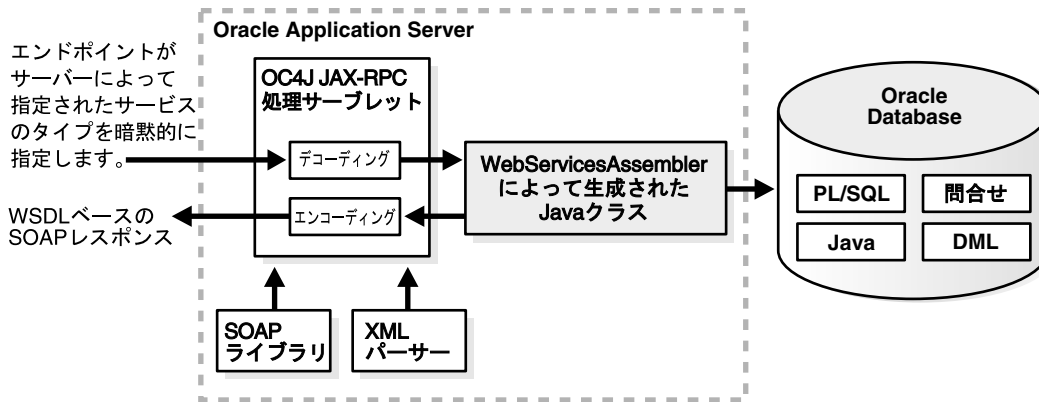 Oracle Application Server
エンドポイントが
サーバーによって
指定されたサービス
のタイプを暗黙的に
指定します。
OC4J JAX-RPC
処理サーブレット
デコーディング
エンコーディング
WSDLベースの
SOAPレスポンス
WebServicesAssembler
によって生成された
Javaクラス
Oracle
Database
PL/SQL
問合せ
Java
DML
SOAP
ライブラリ
XML
パーサー